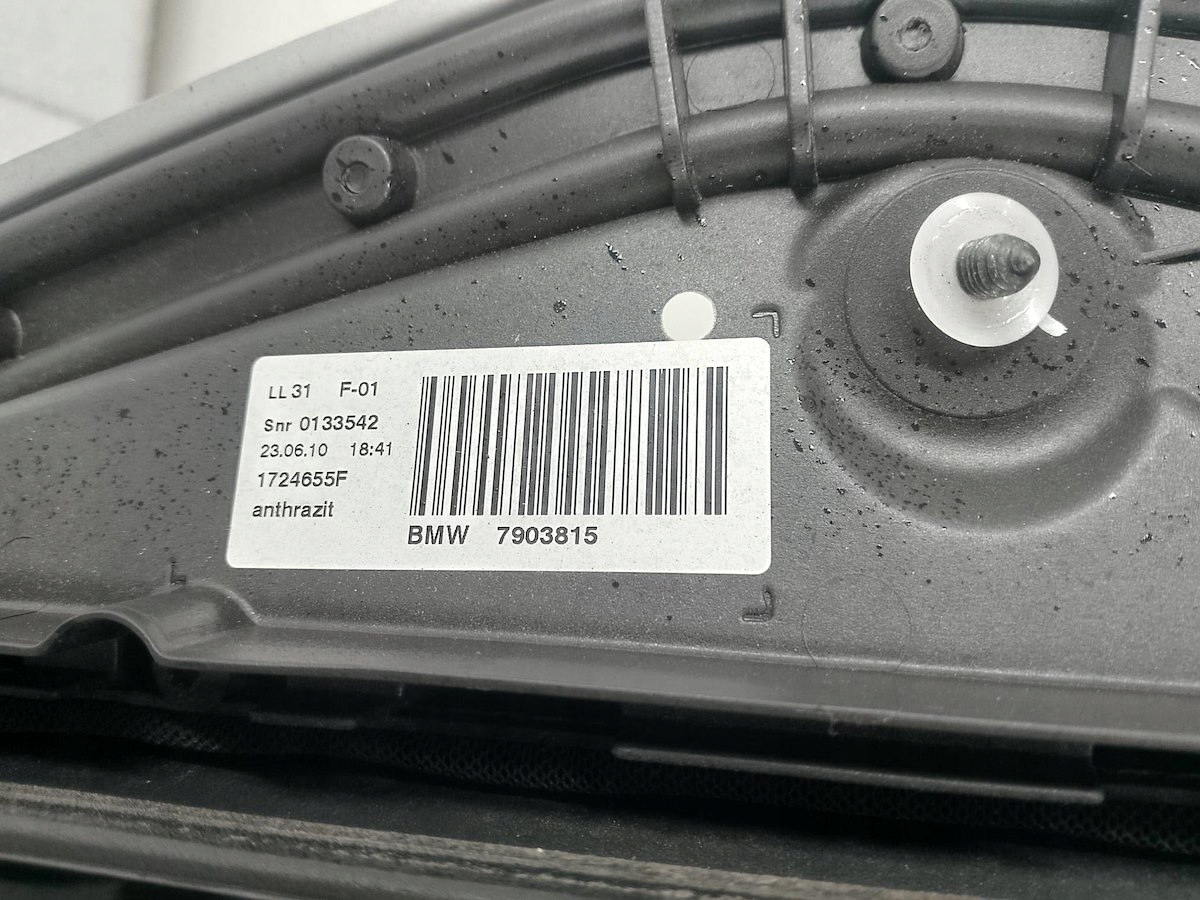 LL 31 F-01
Snr 0133542
23.06.10 18:41
1724655F
anthrazit
BMW 7903815